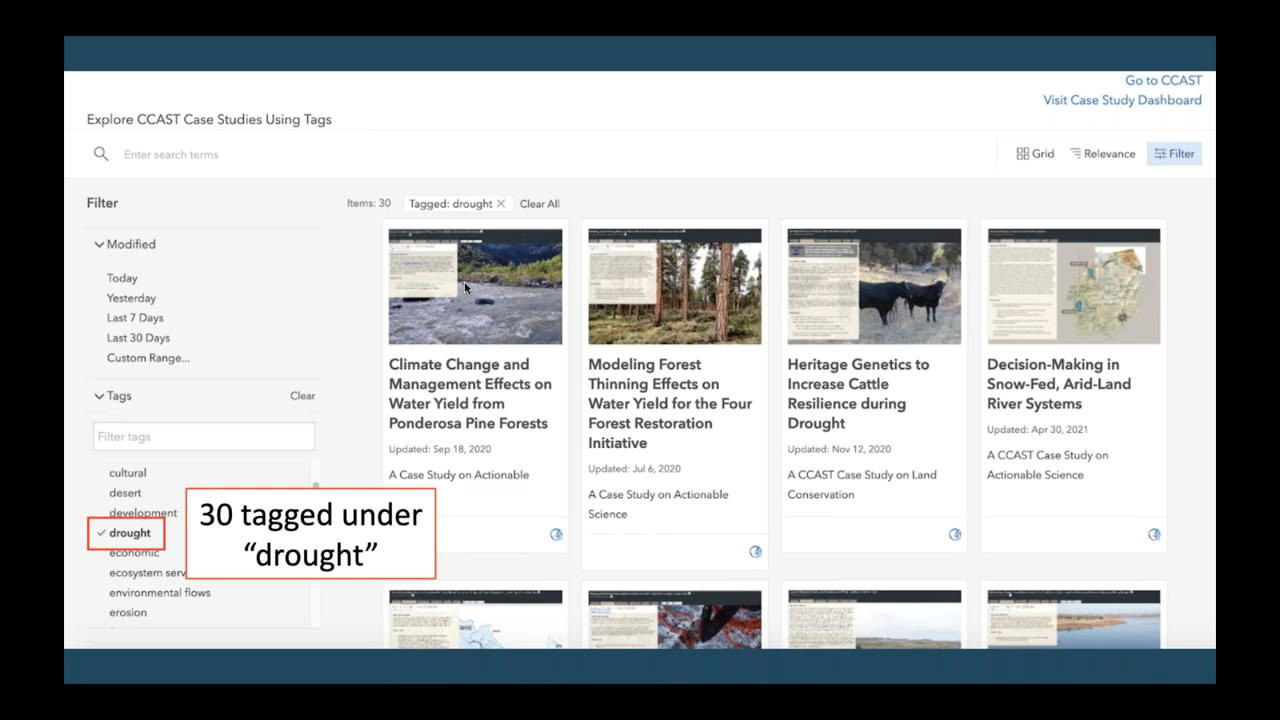 Go to CCAST
Visit Case Study Dashboard
Explore CCAST Case Studies Using Tags
Enter search terms
Grid
Relevance
Filter
Filter
Items: 30
Tagged: drought
Clear All
Modified
Today
Yesterday
Last 7 Days
Last 30 Days
Custom Range...
Tags
Clear
Filter tags
cultural
desert
development
drought
economic
ecosystem serv
environmental flows
erosion
30 tagged under
“drought”
Climate Change and
Management Effects on
Water Yield from
Ponderosa Pine Forests
Updated: Sep 18, 2020
A Case Study on Actionable
Modeling Forest
Thinning Effects on
Water Yield for the Four
Forest Restoration
Initiative
Updated: Jul 6, 2020
A Case Study on Actionable
Science
Heritage Genetics to
Increase Cattle
Resilience during
Drought
Updated: Nov 12, 2020
A CCAST Case Study on Land
Conservation
Decision-Making in
Snow-Fed, Arid-Land
River Systems
Updated: Apr 30, 2021
A CCAST Case Study on
Actionable Science